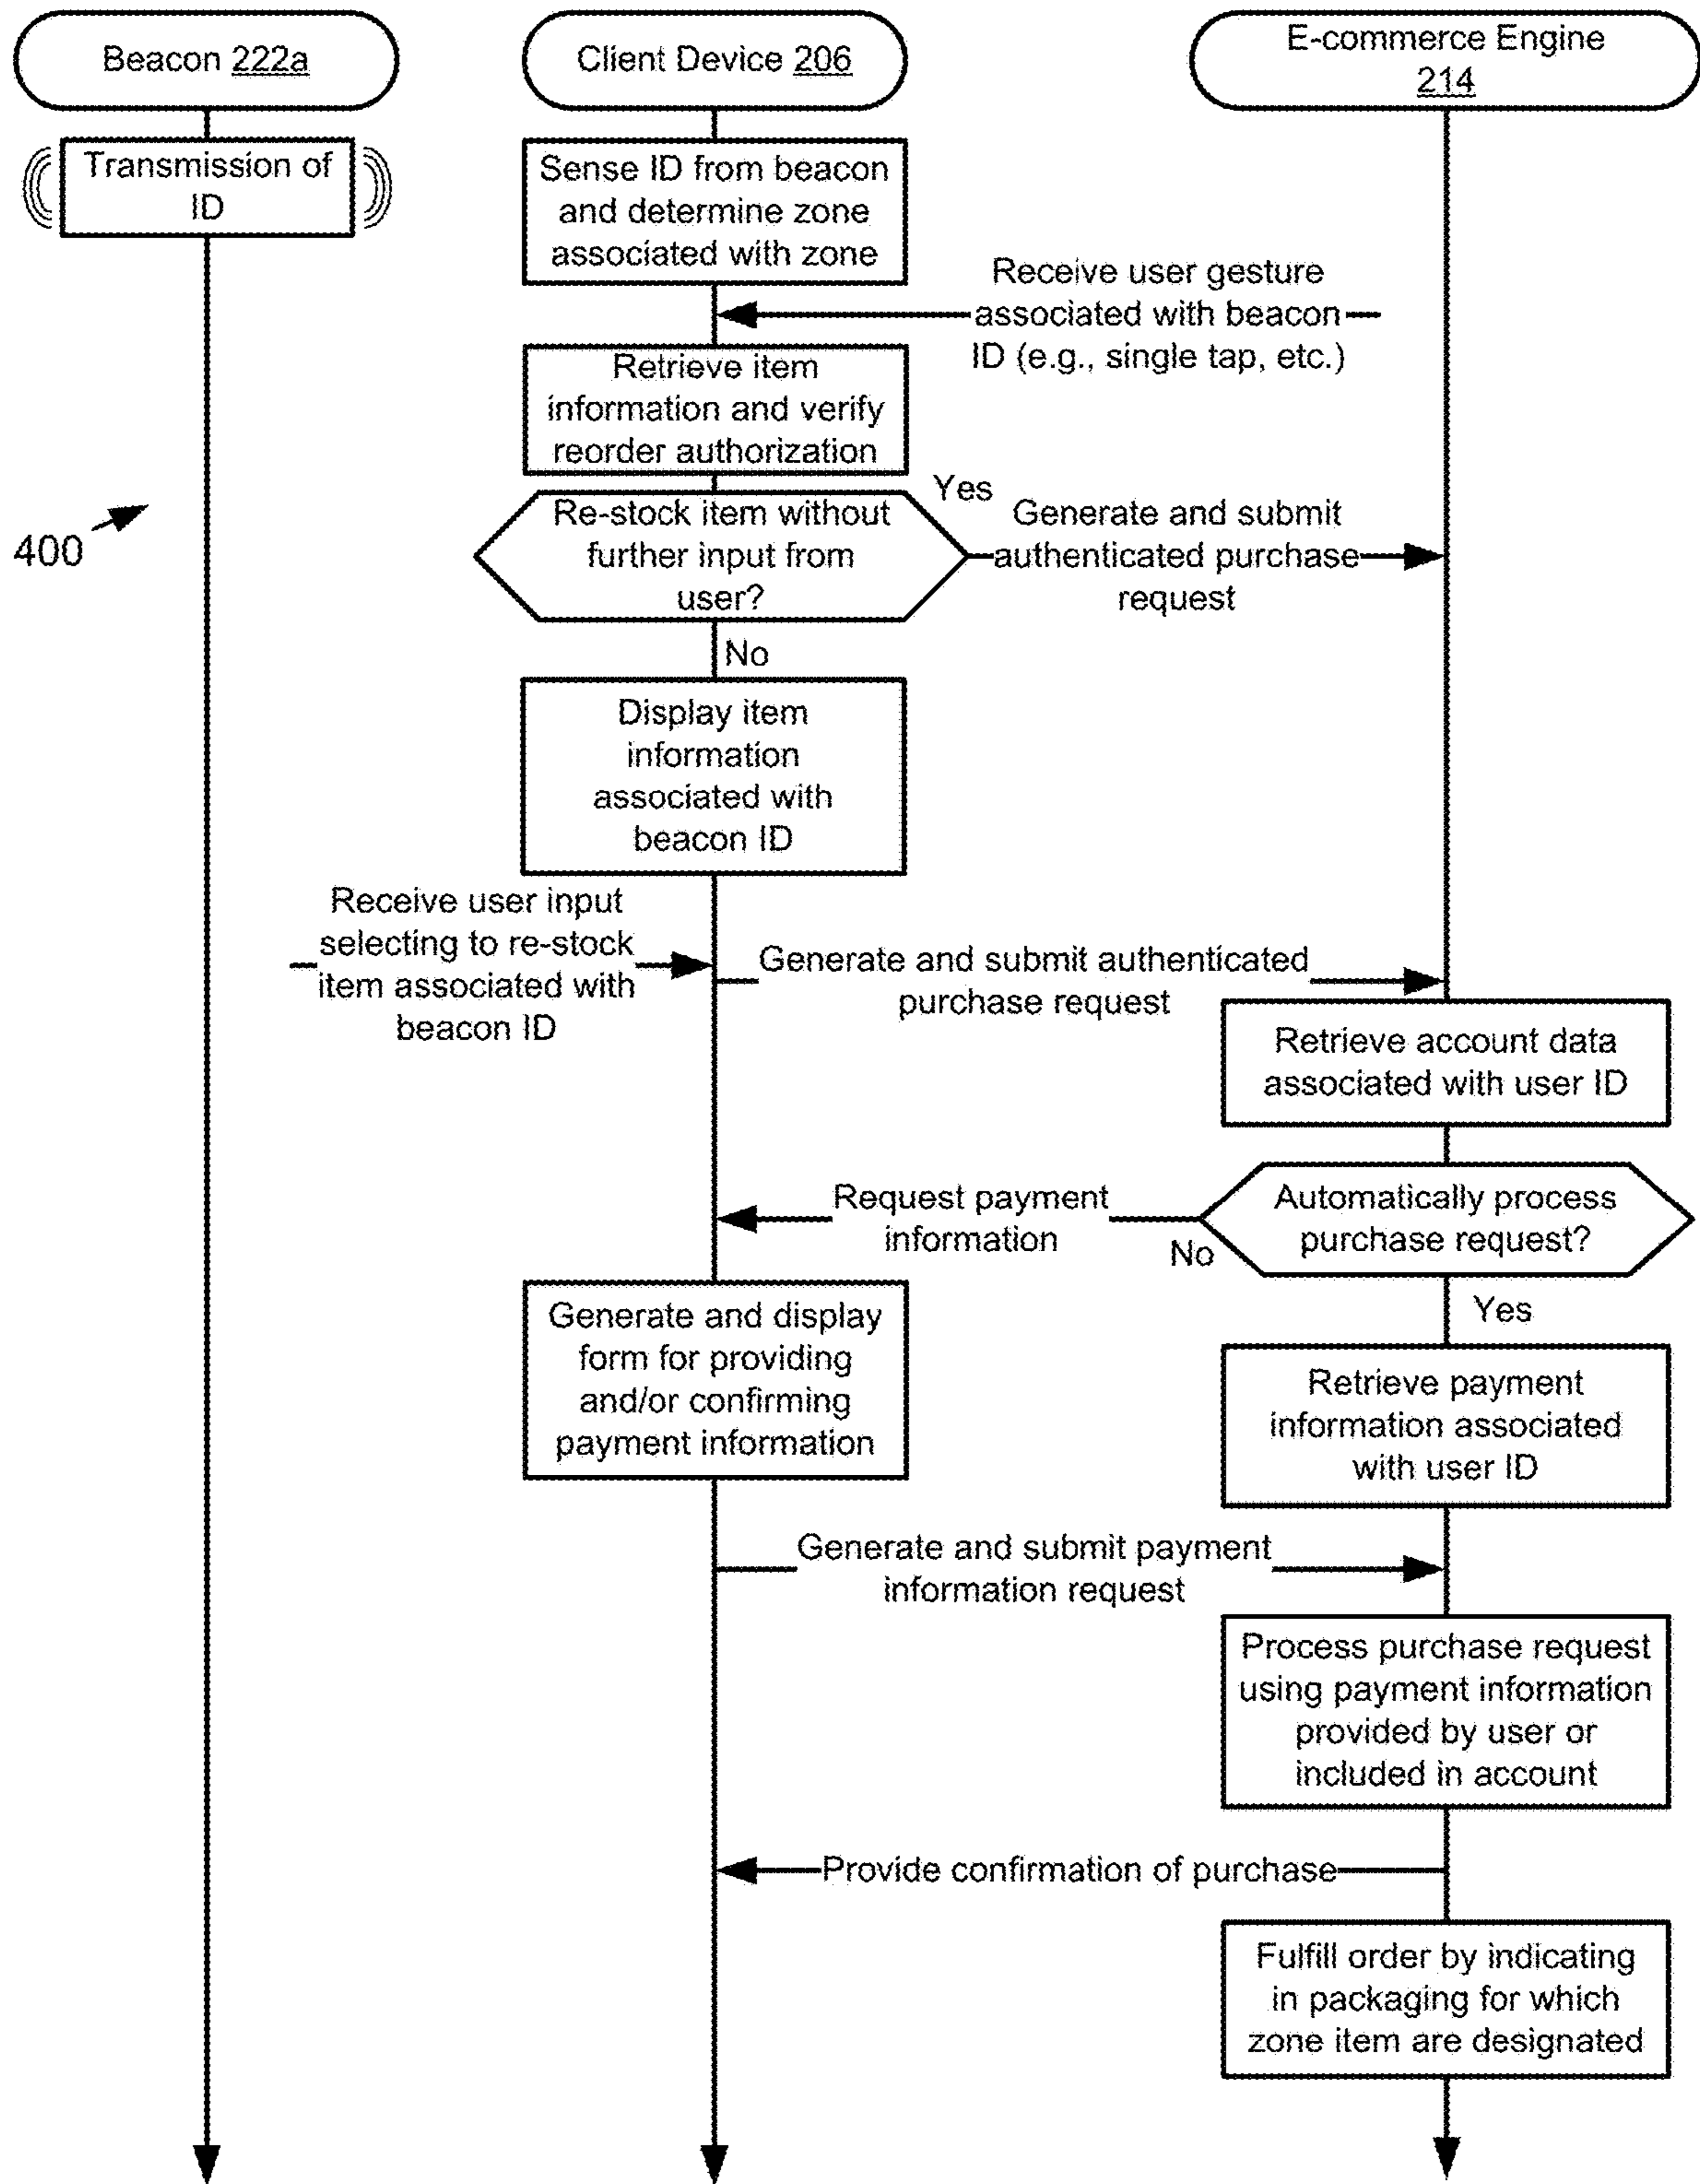 Beacon 222a
Client Device 206
E-commerce Engine
214
Transmission of
ID
Sense ID from beacon
and determine zone
associated with zone
Receive user gesture
associated with beacon
ID (e.g., single tap, etc.)
Retrieve item
information and verify
reorder authorization
400
Re-stock item without
further input from
user?
Yes
Generate and submit
authenticated purchase
request
No
Display item
information
associated with
beacon ID
Receive user input
selecting to re-stock
item associated with
beacon ID
Generate and submit authenticated
purchase request
Retrieve account data
associated with user ID
Automatically process
purchase request?
No
Request payment
information
Yes
Generate and display
form for providing
and/or confirming
payment information
Retrieve payment
information associated
with user ID
Generate and submit payment
information request
Process purchase request
using payment information
provided by user or
included in account
Provide confirmation of purchase
Fulfill order by indicating
in packaging for which
zone item are designated